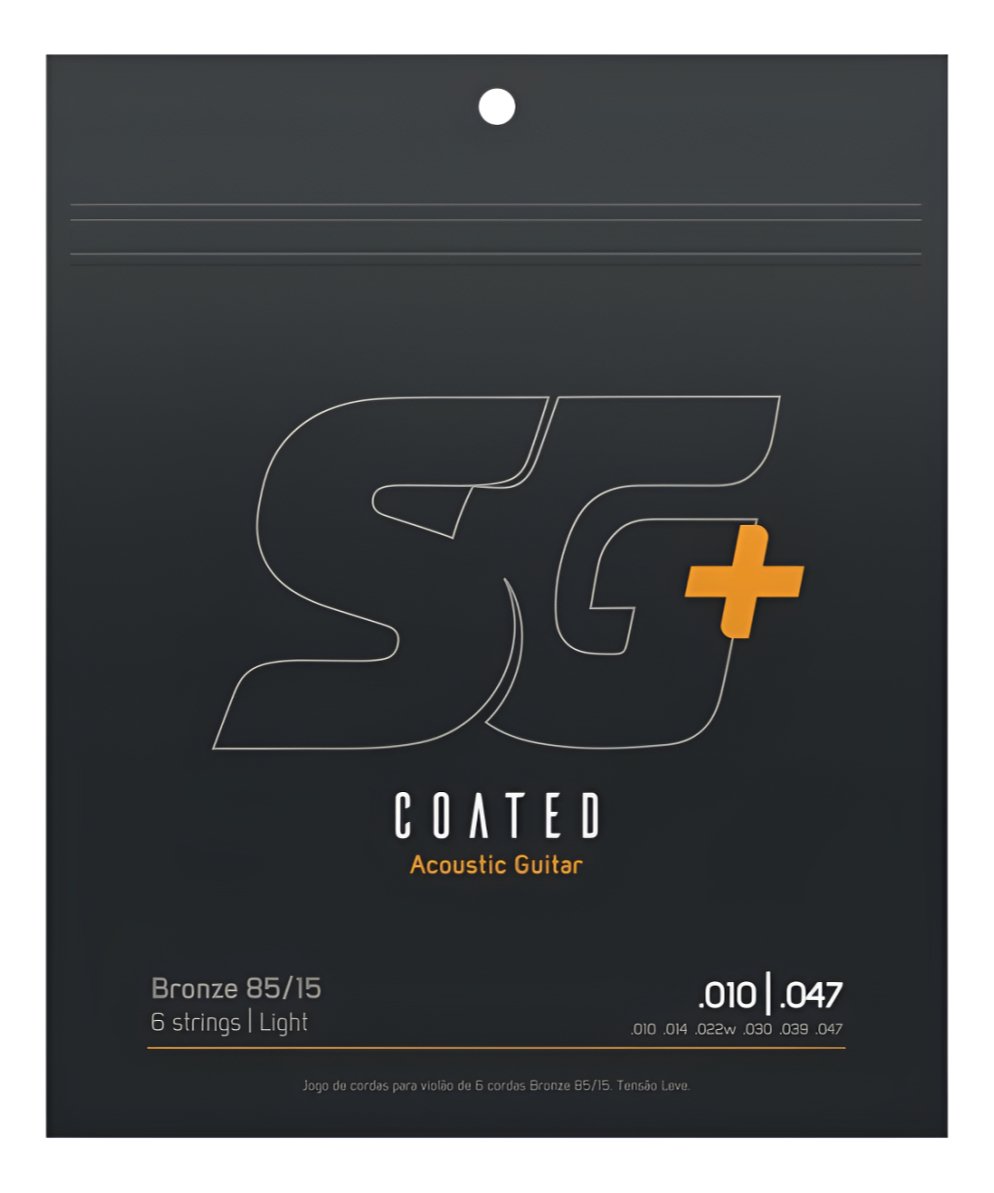 SG+
COATED
Acoustic Guitar
Bronze 85/15
6 strings | Light
.010 | .047
.010 .014 .022w .030 .039 .047
Jogo de cordas para violão de 6 cordas Bronze 85/15. Tensão Leve.